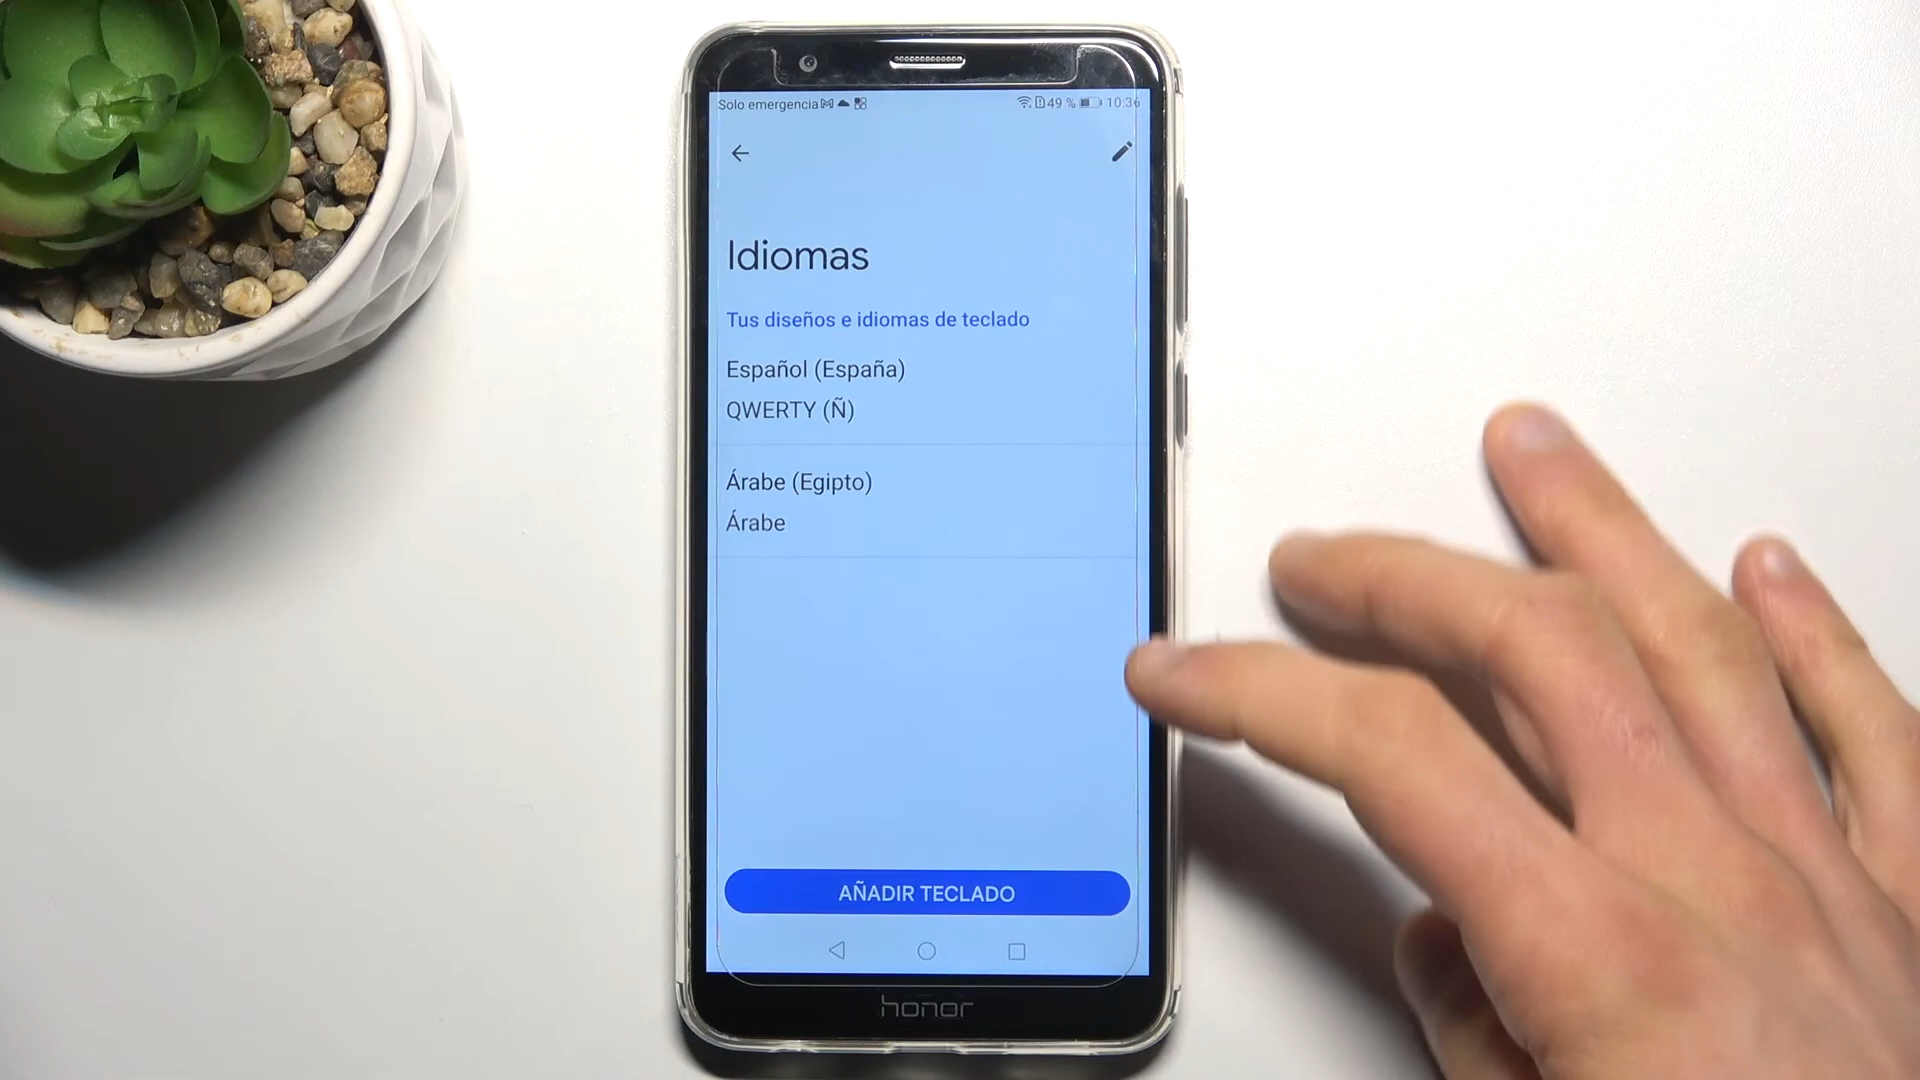 Solo emergencia 49 % 10:36
Idiomas
Tus diseños e idiomas de teclado
Español (España)
QWERTY (Ñ)
Árabe (Egipto)
Árabe
AÑADIR TECLADO
honor